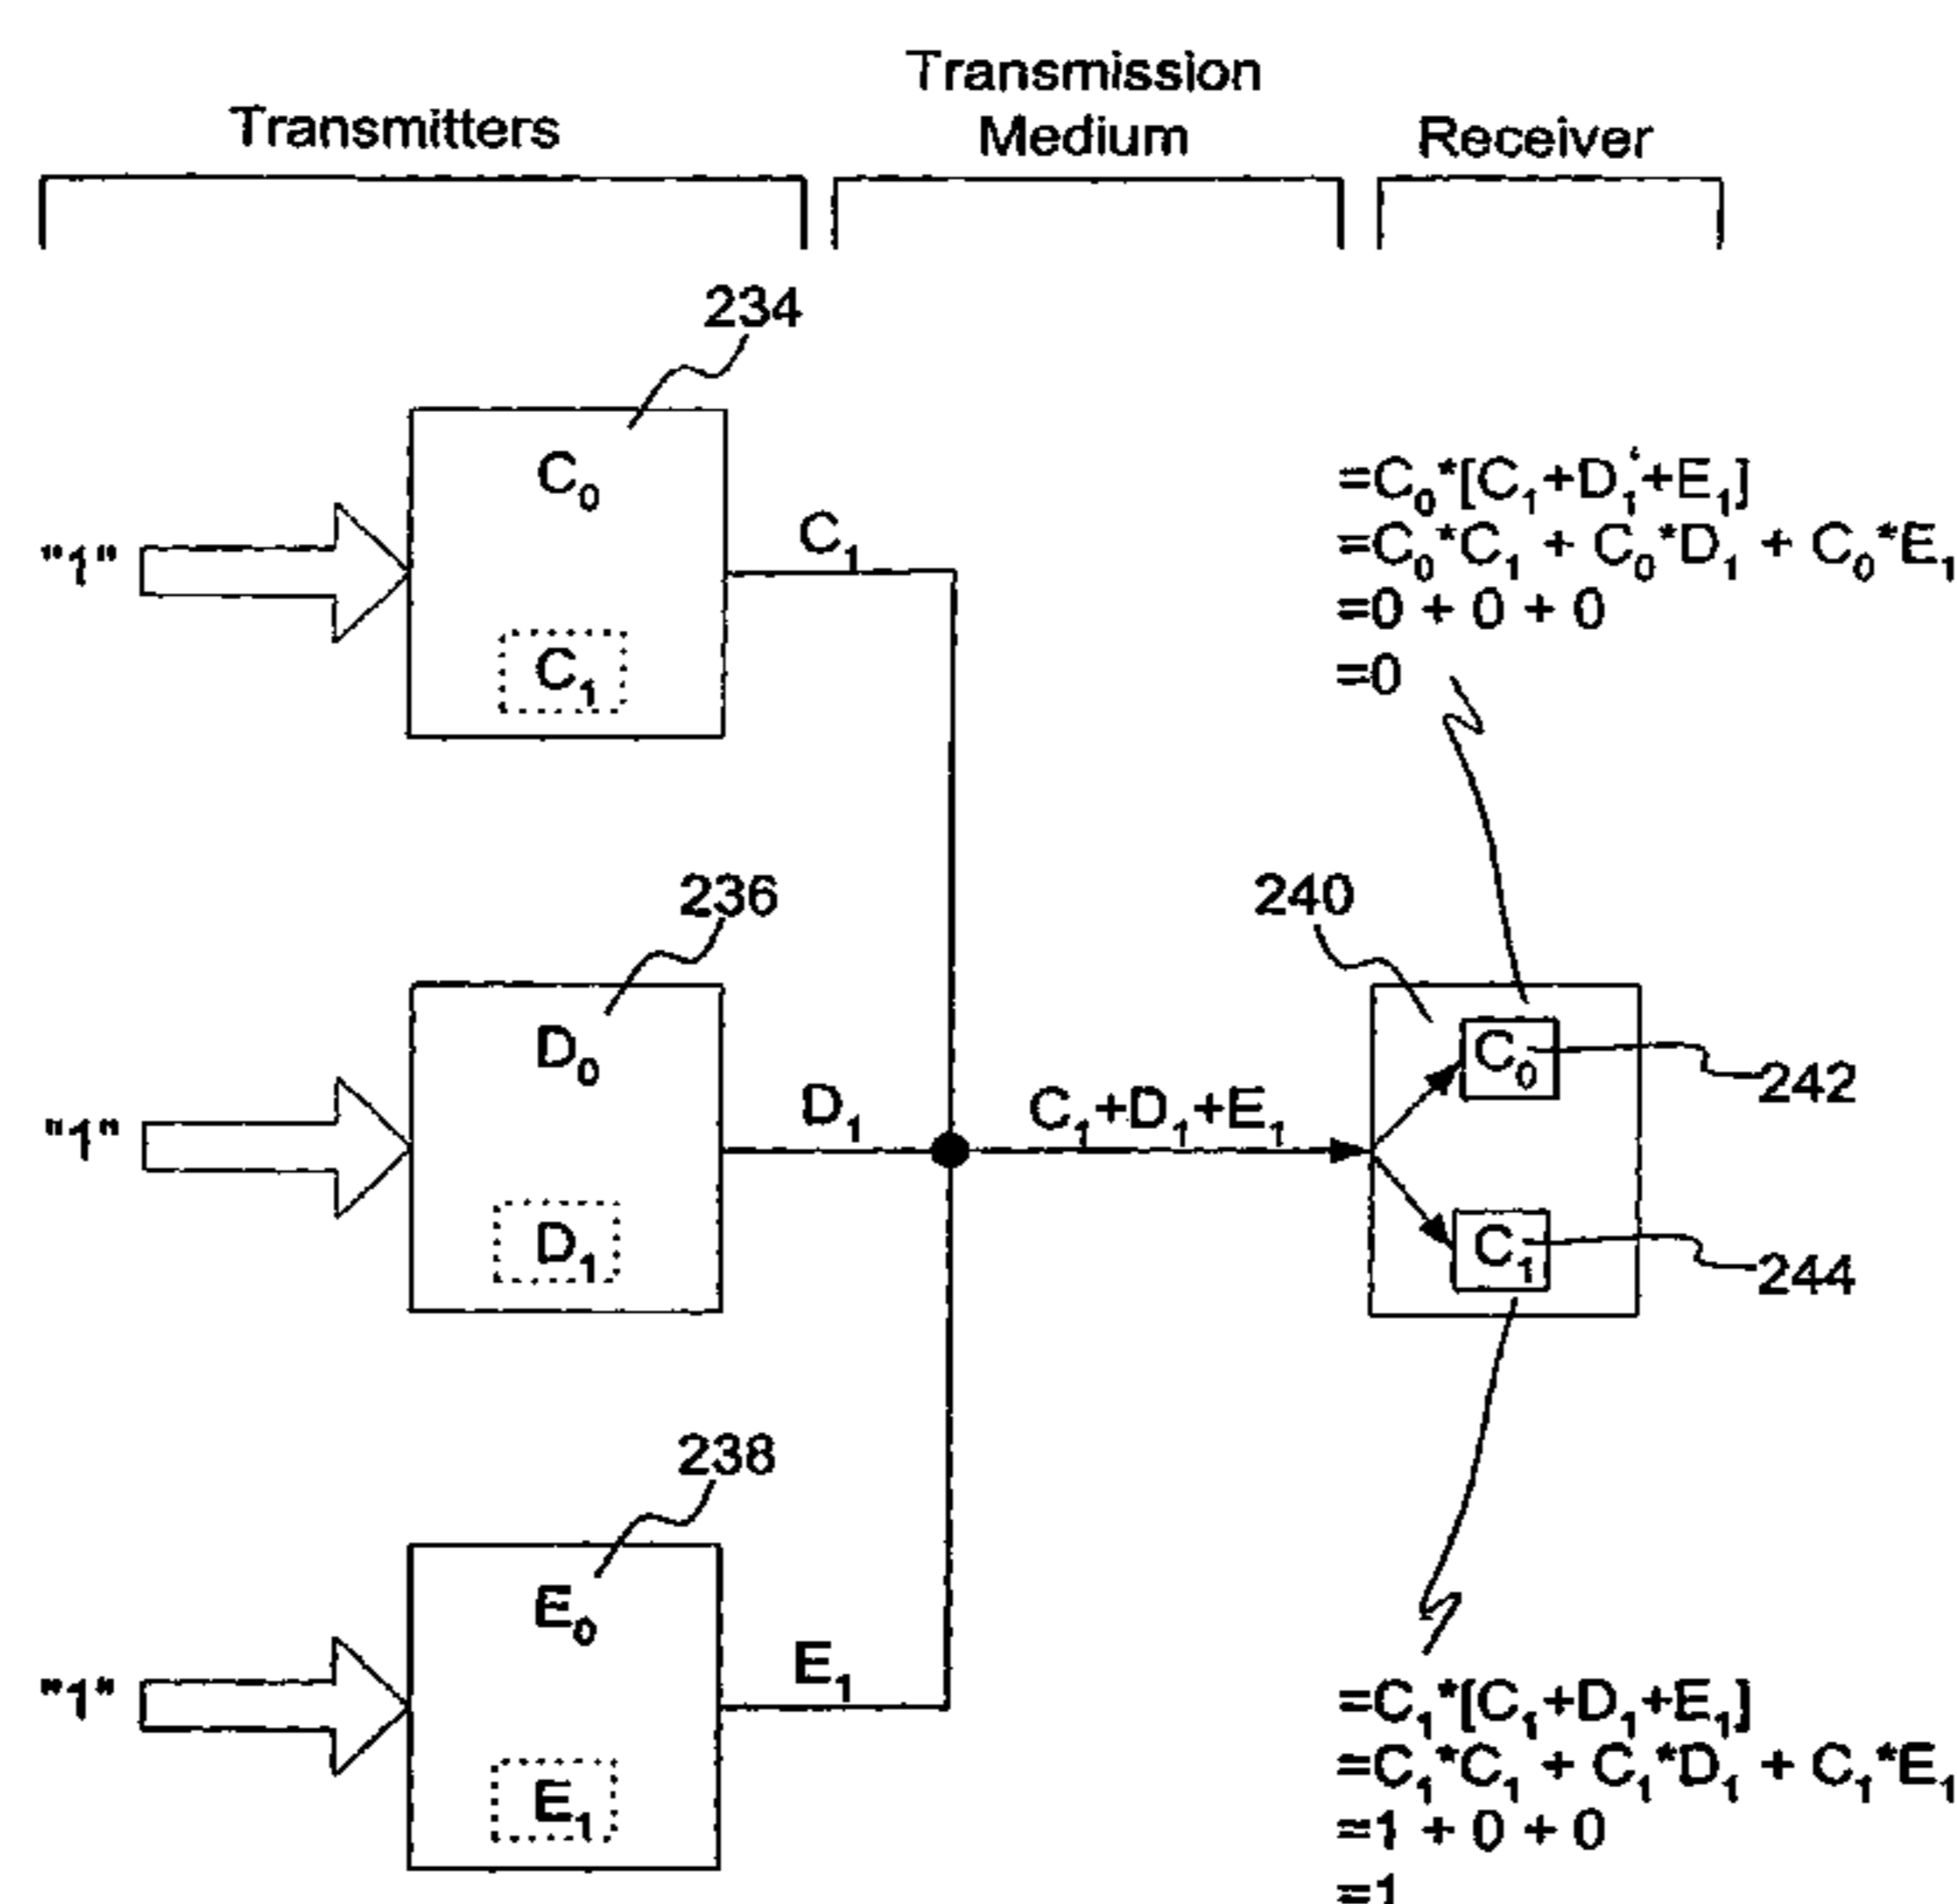 Transmitters
Transmission
Medium
Receiver
234
"1"
C₀
C₁
C₁
=C₀*[C₁+D₁+E₁]
=C₀*C₁ + C₀*D₁ + C₀*E₁
=0 + 0 + 0
=0
236
"1"
D₀
D₁
D₁
C₁+D₁+E₁
240
C₀
242
C₁
244
238
"1"
E₀
E₁
E₁
=C₁*[C₁+D₁+E₁]
=C₁*C₁ + C₁*D₁ + C₁*E₁
=1 + 0 + 0
=1